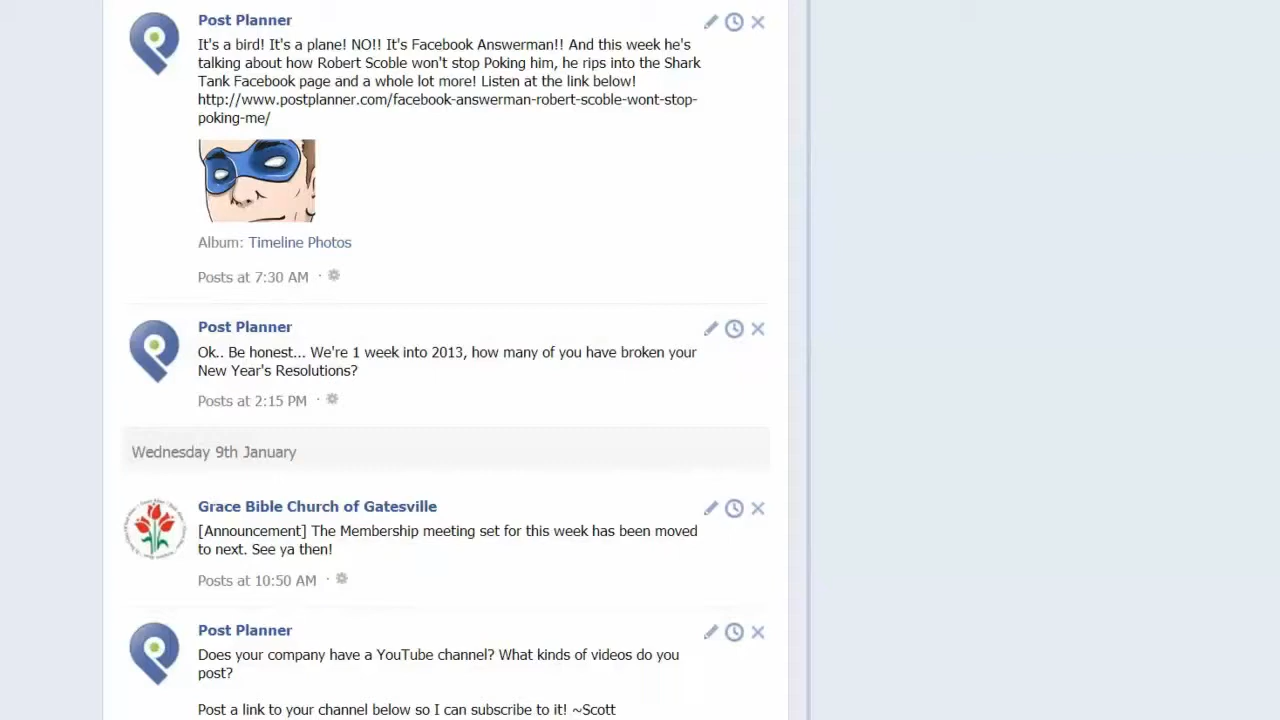 Post Planner
It's a bird! It's a plane! NO!! It's Facebook Answerman!! And this week he's
talking about how Robert Scoble won't stop Poking him, he rips into the Shark
Tank Facebook page and a whole lot more! Listen at the link below!
http://www.postplanner.com/facebook-answerman-robert-scoble-wont-stop-
poking-me/
Album: Timeline Photos
Posts at 7:30 AM ·
Post Planner
Ok.. Be honest... We're 1 week into 2013, how many of you have broken your
New Year's Resolutions?
Posts at 2:15 PM ·
Wednesday 9th January
Grace Bible Church of Gatesville
[Announcement] The Membership meeting set for this week has been moved
to next. See ya then!
Posts at 10:50 AM ·
Post Planner
Does your company have a YouTube channel? What kinds of videos do you
post?
Post a link to your channel below so I can subscribe to it! ~Scott